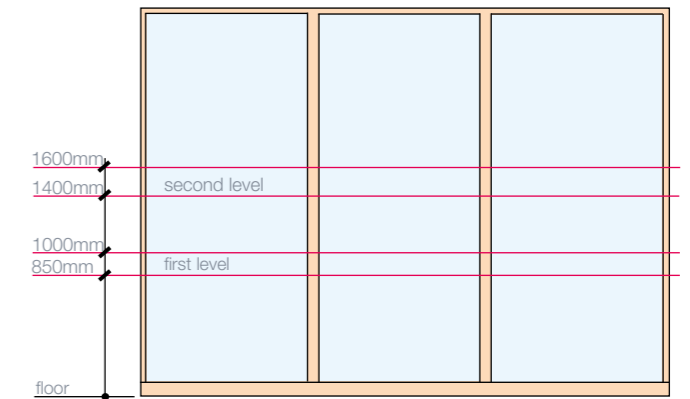 1600mm
second level
1400mm
1000mm
first level
850mm
floor